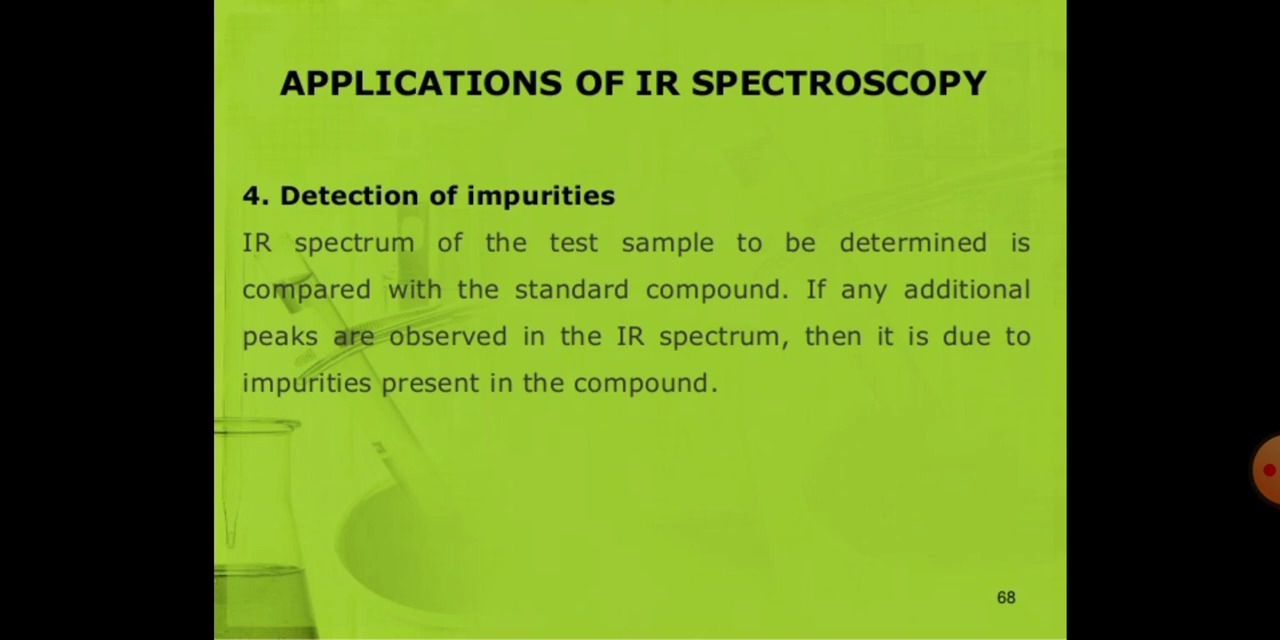 APPLICATIONS OF IR SPECTROSCOPY
4. Detection of impurities
IR spectrum of the test sample to be determined is
compared with the standard compound. If any additional
peaks are observed in the IR spectrum, then it is due to
impurities present in the compound.
68